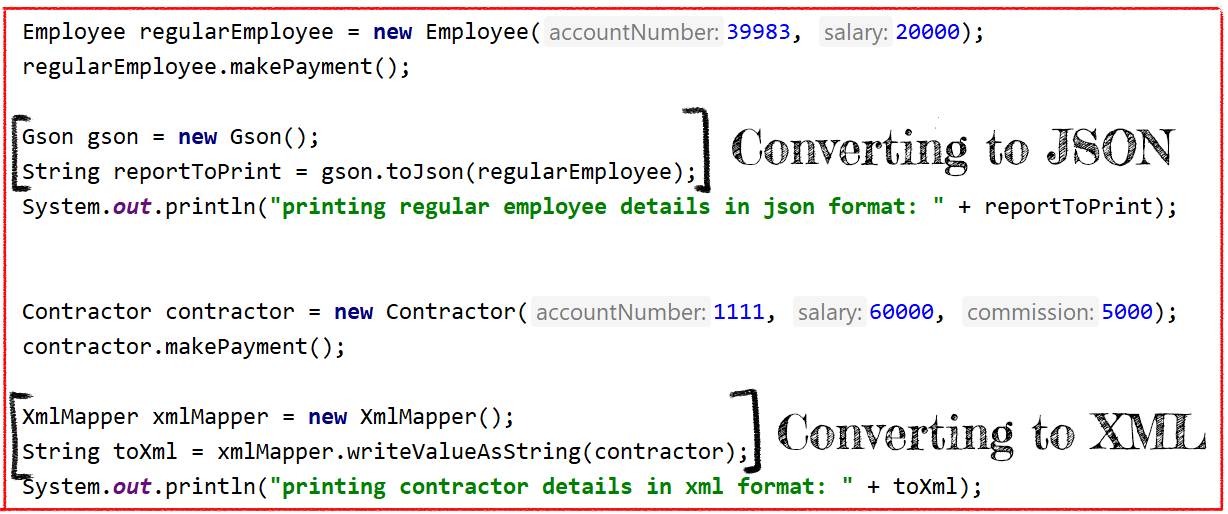 Employee regularEmployee = new Employee( accountNumber: 39983, salary: 20000);
regularEmployee.makePayment();
Gson gson = new Gson();
String reportToPrint = gson.toJson(regularEmployee);
Converting to JSON
System.out.println("printing regular employee details in json format: " + reportToPrint);
Contractor contractor = new Contractor( accountNumber: 1111, salary: 60000, commission: 5000);
contractor.makePayment();
XmlMapper xmlMapper = new XmlMapper();
String toXml = xmlMapper.writeValueAsString(contractor);
Converting to XML
System.out.println("printing contractor details in xml format: " + toXml);